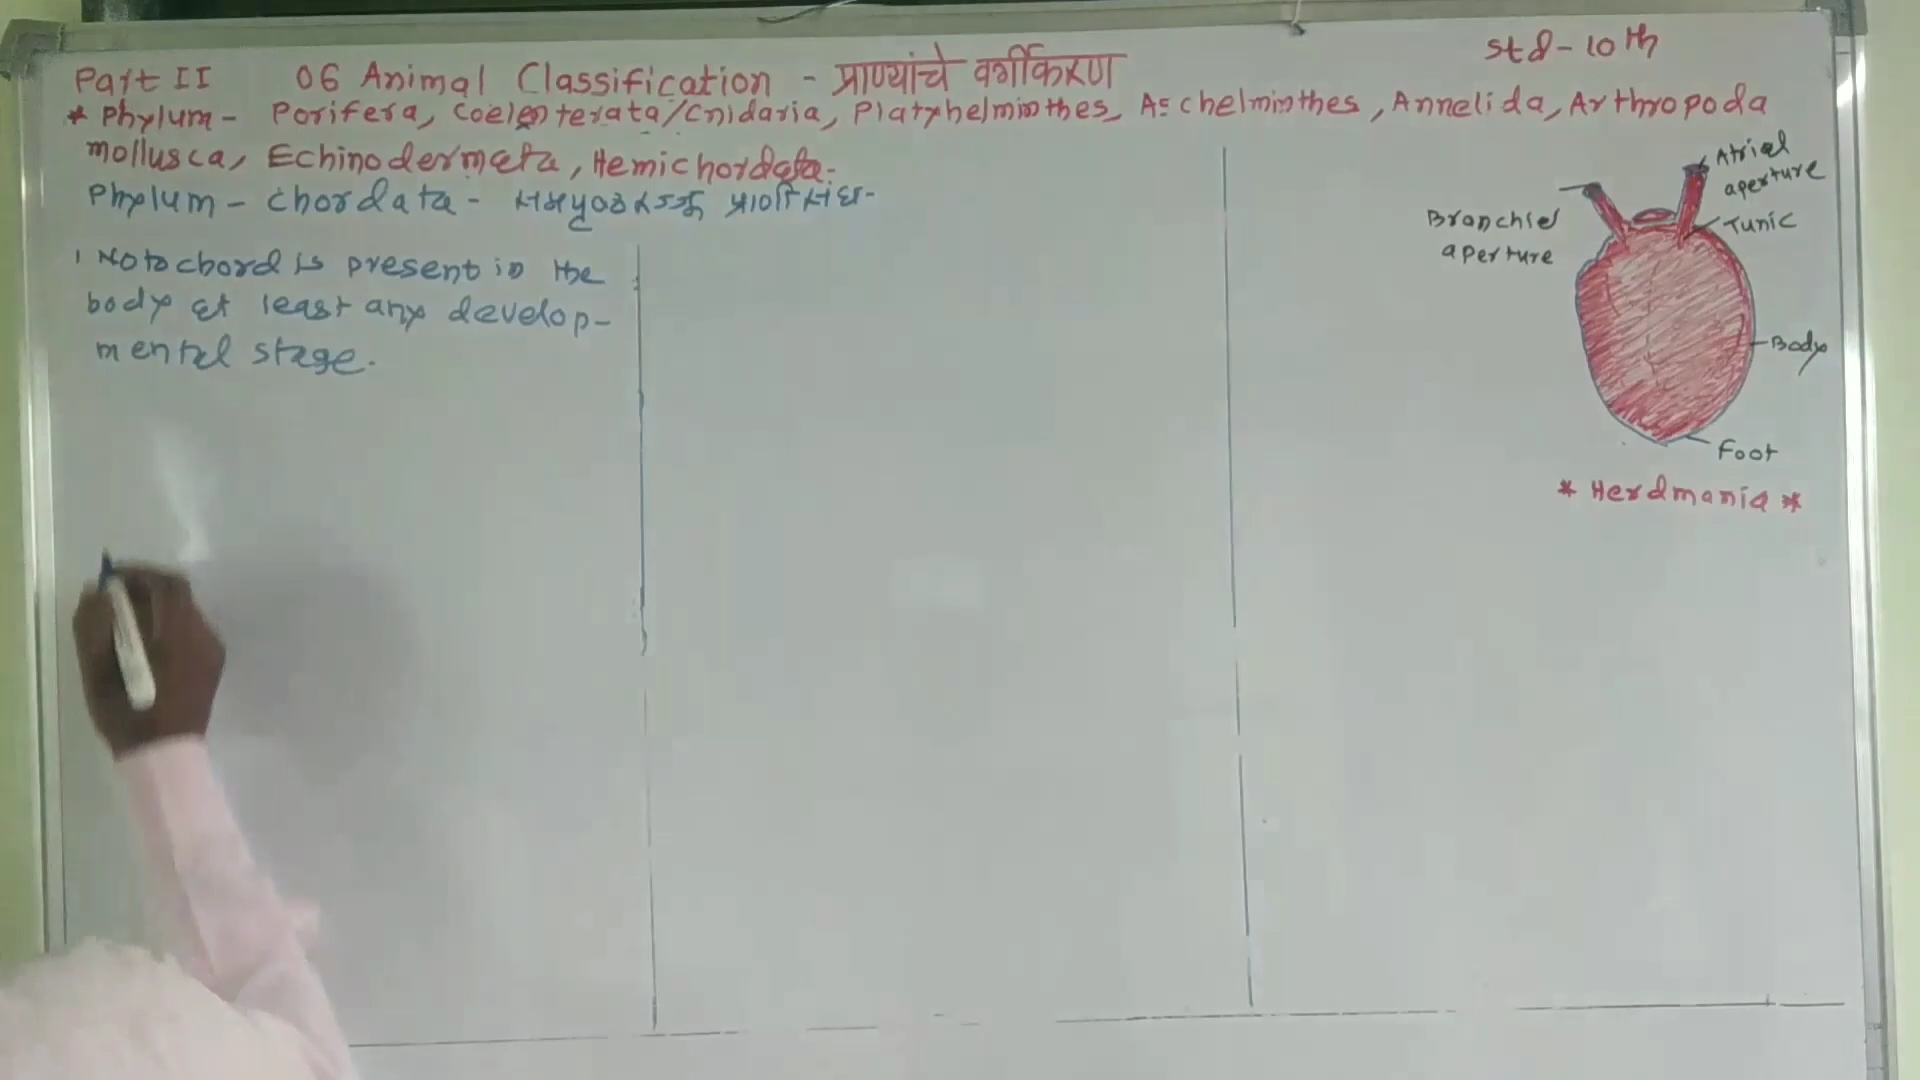 Part II 06 Animal Classification - प्राण्यांचे वर्गीकरण
Std - 10th
* Phylum - Porifera, Coelenterata/Cnidaria, Platyhelminthes, Aschelminthes, Annelida, Arthropoda
Mollusca, Echinodermata, Hemichordata.
Phylum - Chordata -
1 Notochord is present in the
body at least any develop-
mental stage.
Atrial
aperture
Branchial
aperture
Tunic
Body
Foot
* Herdmania *